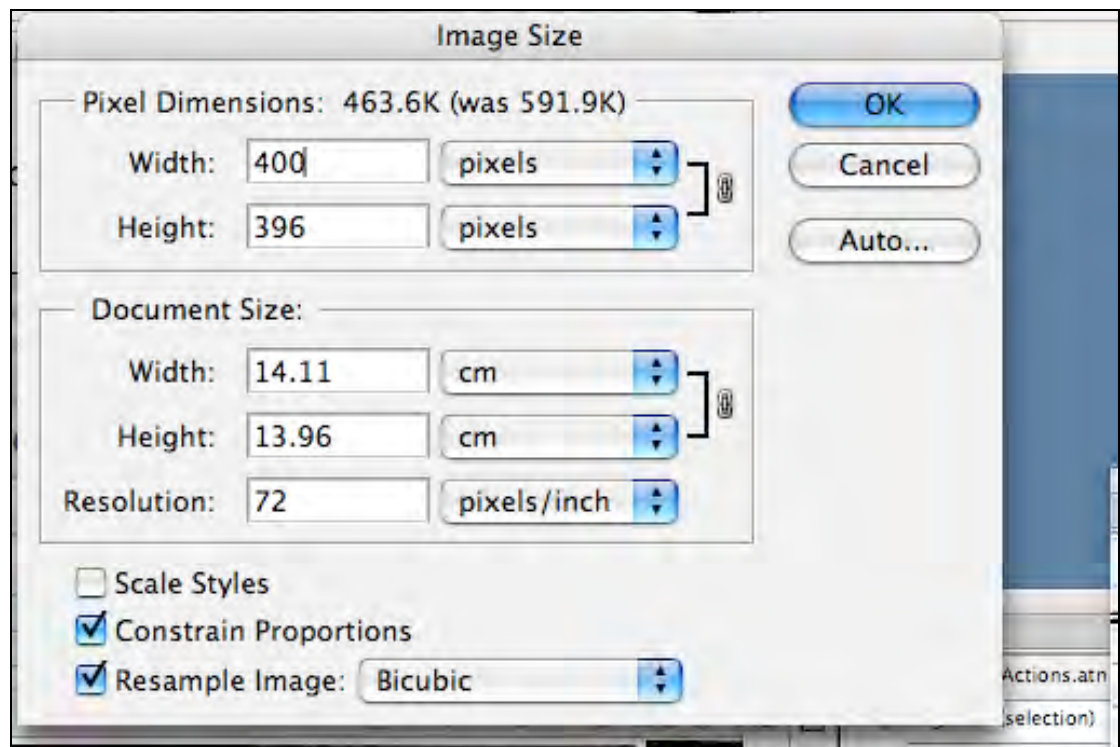 Image Size
Pixel Dimensions: 463.6K (was 591.9K)
OK
Width: 400 pixels
Cancel
Height: 396 pixels
Auto...
Document Size:
Width: 14.11 cm
Height: 13.96 cm
Resolution: 72 pixels/inch
Scale Styles
Constrain Proportions
Resample Image: Bicubic
Actions.atn
(selection)